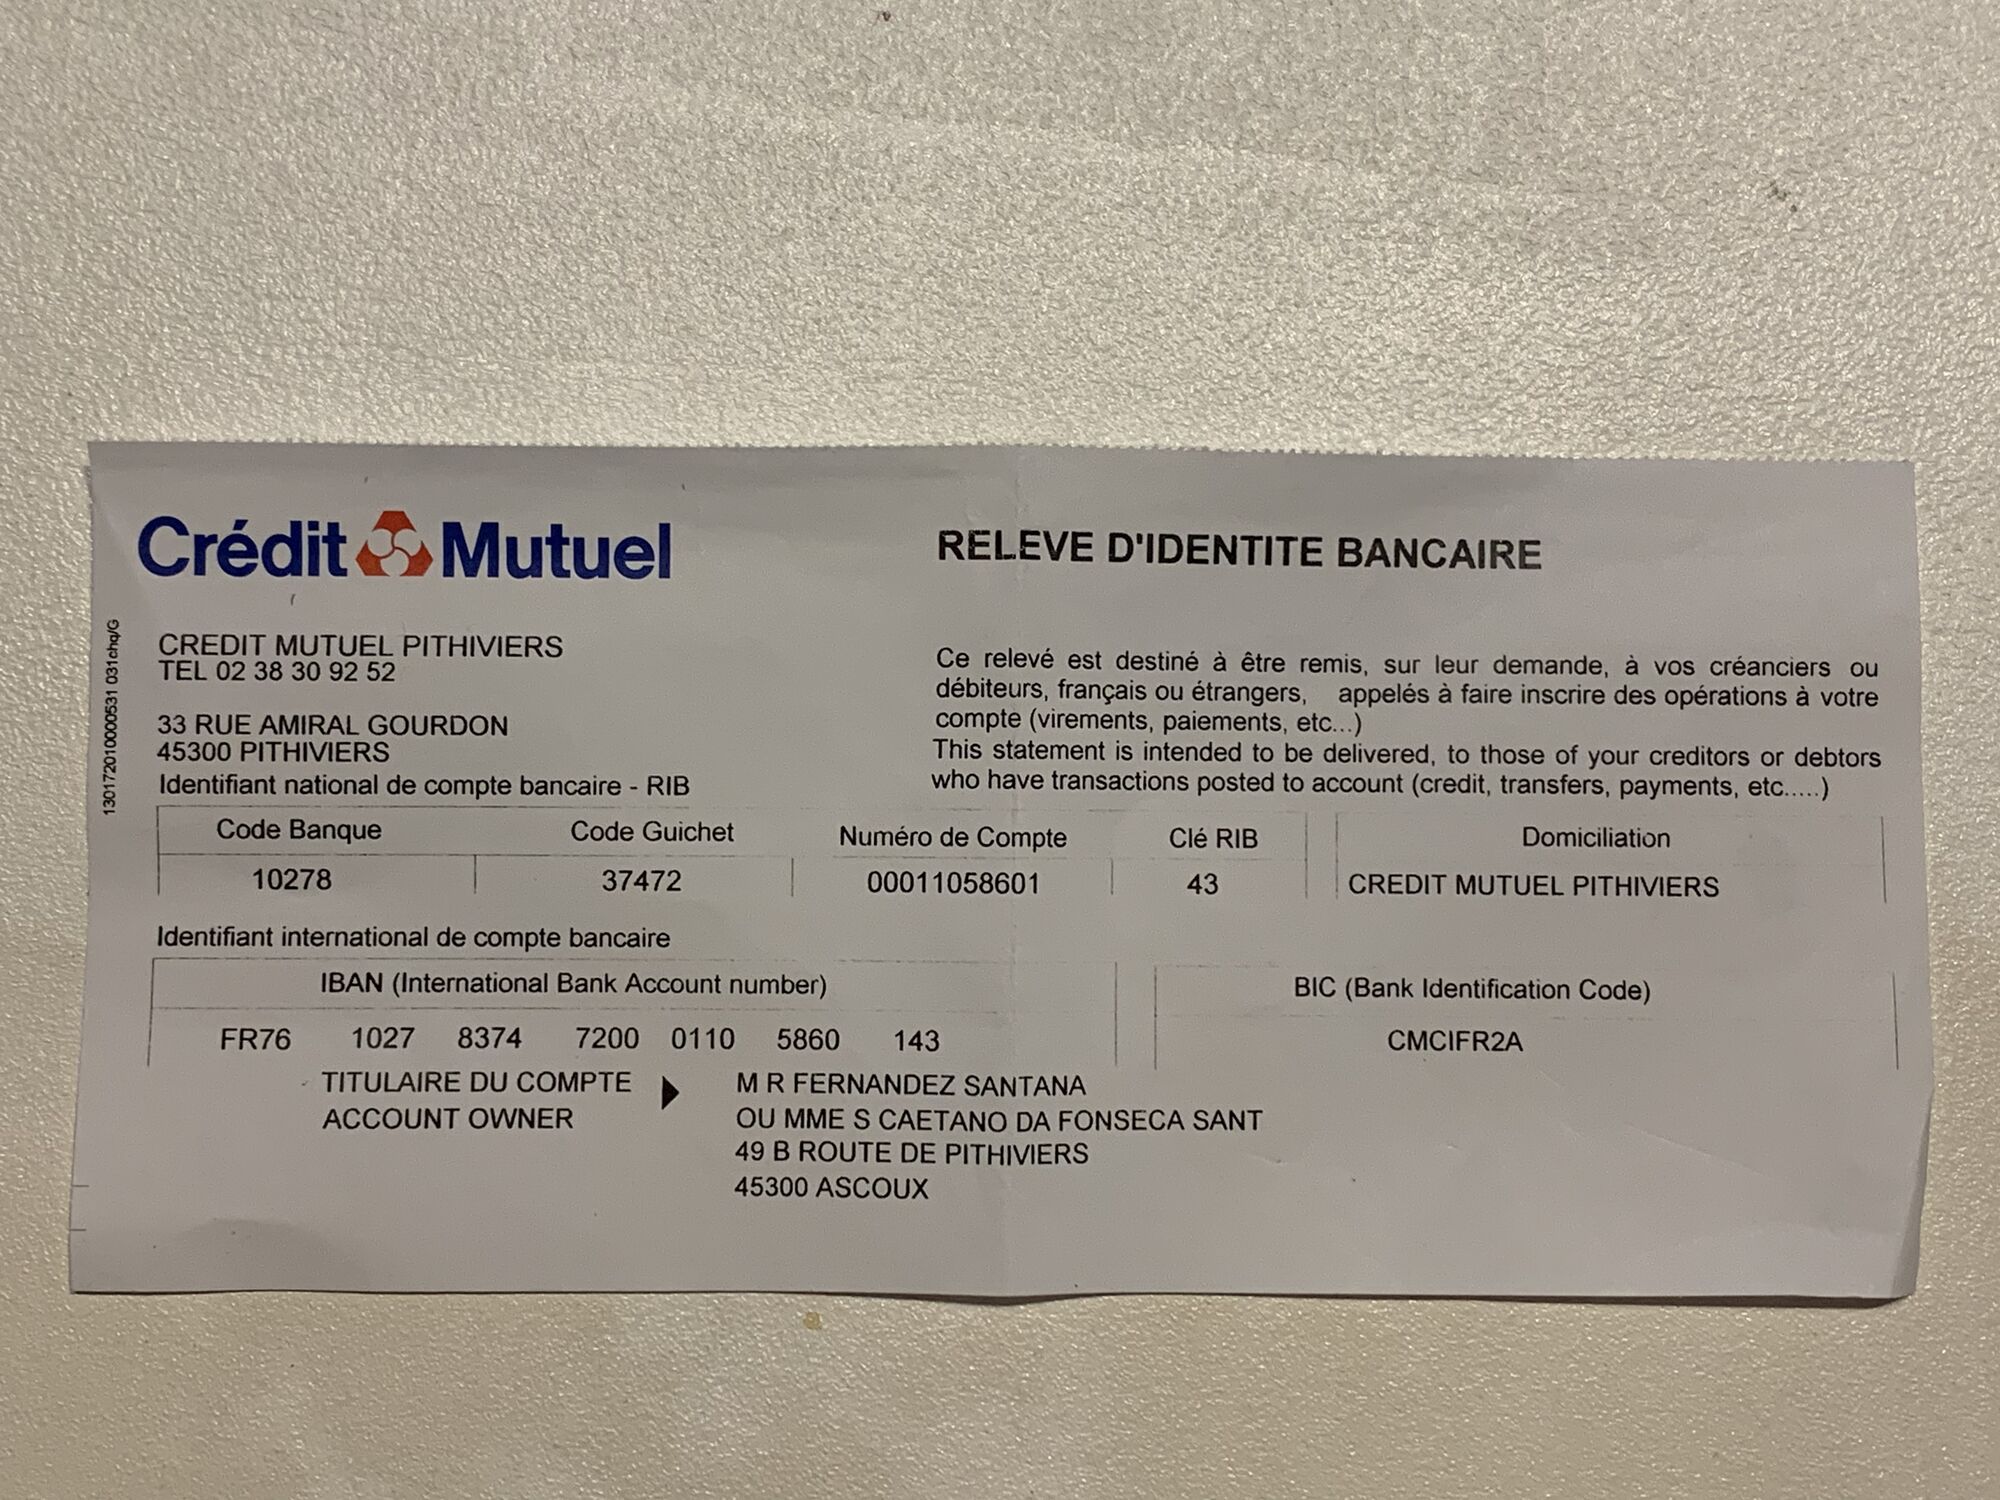 Crédit Mutuel
RELEVE D'IDENTITE BANCAIRE
13017201000053​1 031chq/G
CREDIT MUTUEL PITHIVIERS
TEL 02 38 30 92 52
33 RUE AMIRAL GOURDON
45300 PITHIVIERS
Ce relevé est destiné à être remis, sur leur demande, à vos créanciers ou
débiteurs, français ou étrangers, appelés à faire inscrire des opérations à votre
compte (virements, paiements, etc...)
This statement is intended to be delivered, to those of your creditors or debtors
who have transactions posted to account (credit, transfers, payments, etc.....)
Identifiant national de compte bancaire - RIB
Code Banque Code Guichet Numéro de Compte Clé RIB Domiciliation
10278 37472 00011058601 43 CREDIT MUTUEL PITHIVIERS
Identifiant international de compte bancaire
IBAN (International Bank Account number) BIC (Bank Identification Code)
FR76 1027 8374 7200 0110 5860 143 CMCIFR2A
TITULAIRE DU COMPTE M R FERNANDEZ SANTANA
ACCOUNT OWNER OU MME S CAETANO DA FONSECA SANT
49 B ROUTE DE PITHIVIERS
45300 ASCOUX